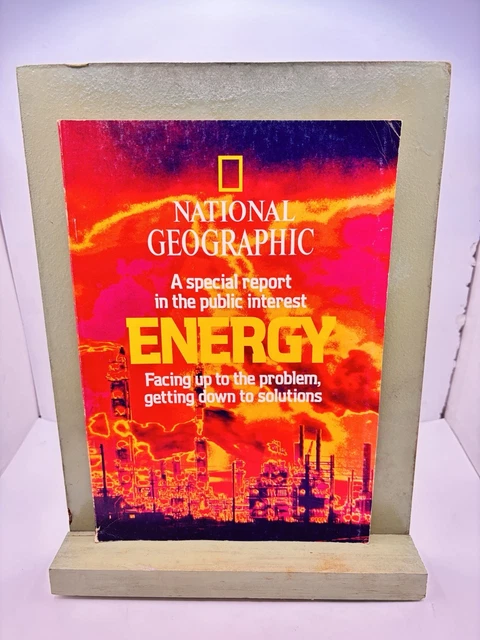 NATIONAL
GEOGRAPHIC
A special report
in the public interest
ENERGY
Facing up to the problem,
getting down to solutions